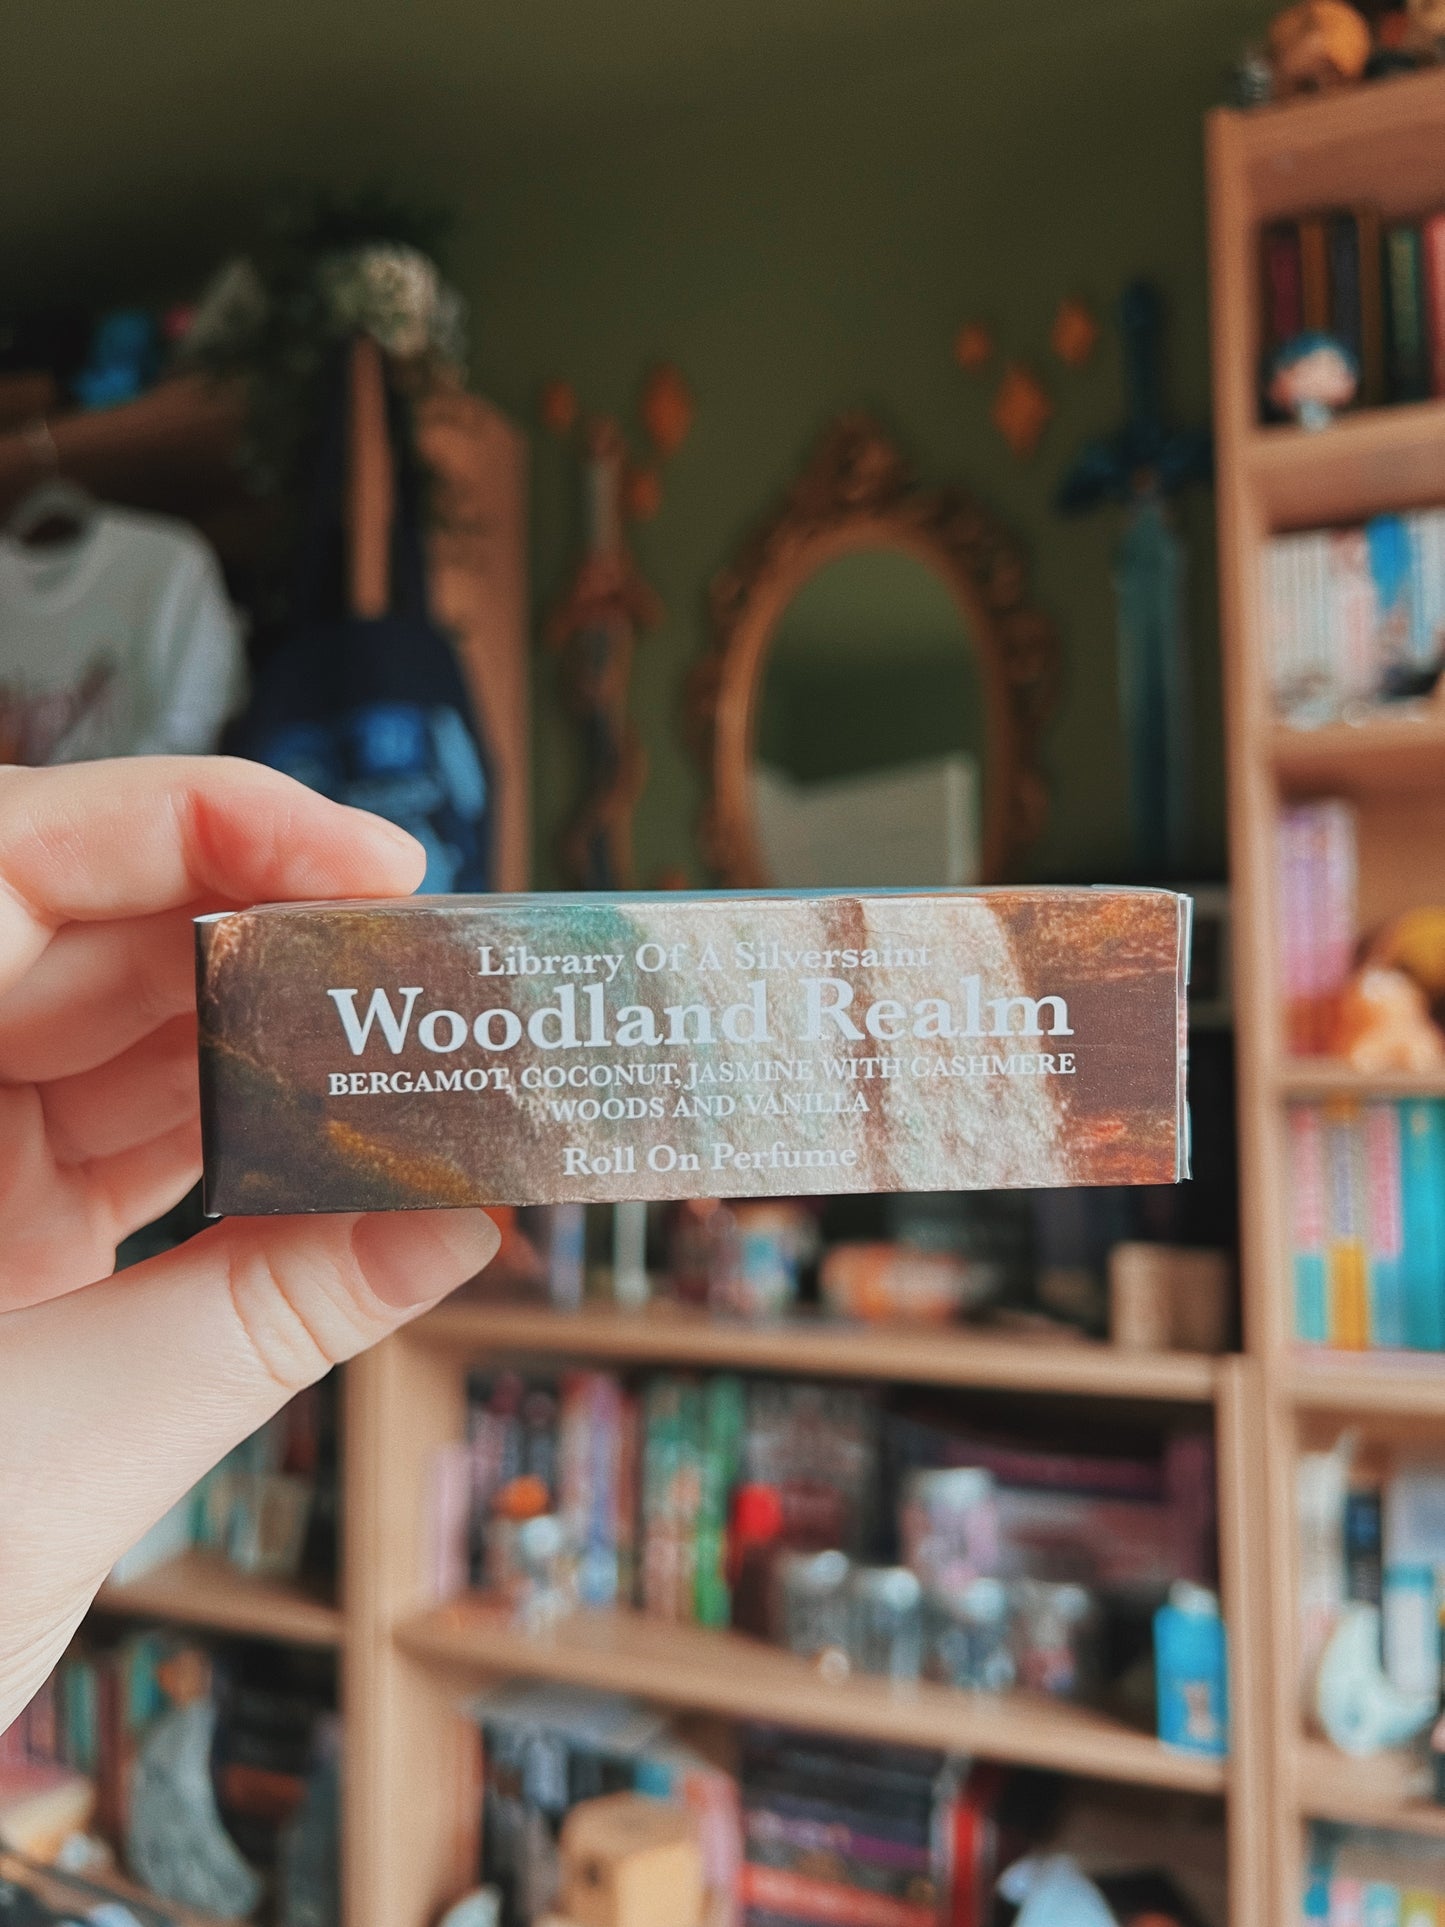 Library Of A Silversaint
Woodland Realm
BERGAMOT, COCONUT, JASMINE WITH CASHMERE
WOODS AND VANILLA
Roll On Perfume